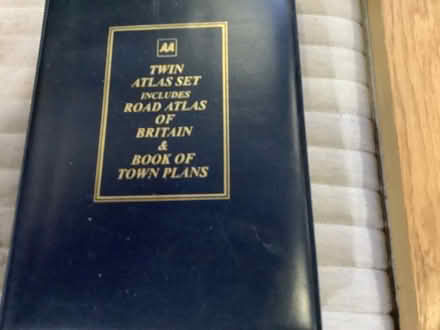 AA
TWIN
ATLAS SET
INCLUDES
ROAD ATLAS
OF
BRITAIN
&
BOOK OF
TOWN PLANS